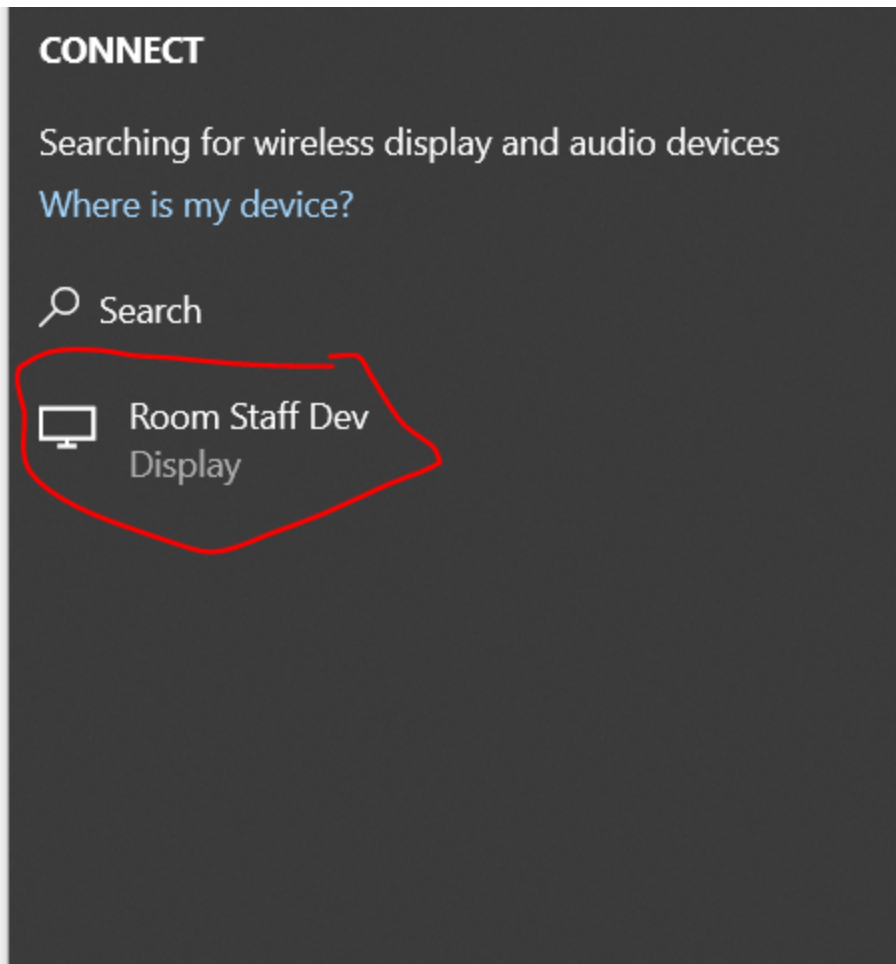 CONNECT
Searching for wireless display and audio devices
Where is my device?
Search
Room Staff Dev
Display